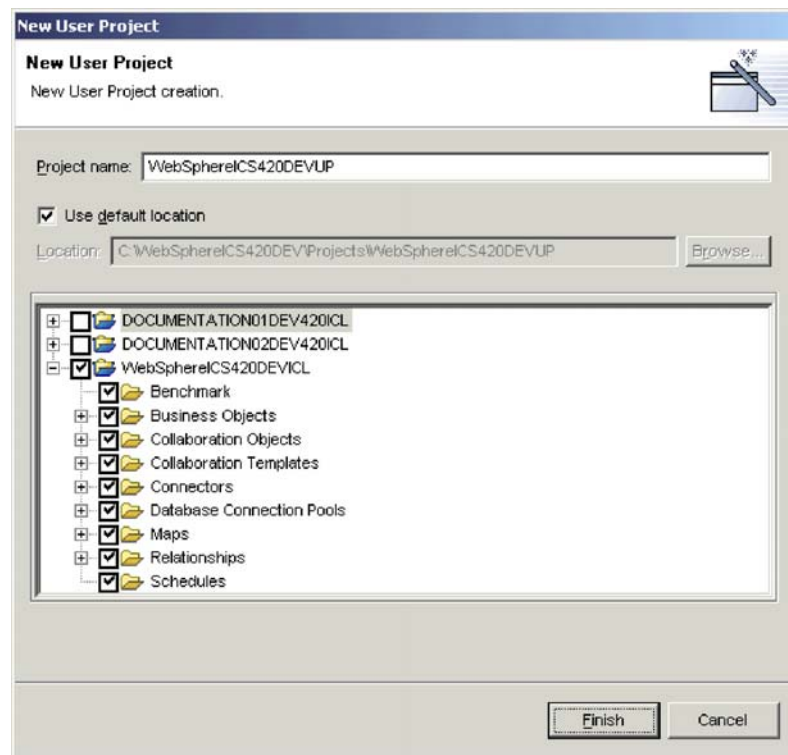 New User Project
New User Project
New User Project creation.
Project name: WebSphereICS420DEVUP
Use default location
Location: C:\WebSphereICS420DEV\Projects\WebSphereICS420DEVUP Browse...
DOCUMENTATION01DEV420ICL
DOCUMENTATION02DEV420ICL
WebSphereICS420DEVICL
Benchmark
Business Objects
Collaboration Objects
Collaboration Templates
Connectors
Database Connection Pools
Maps
Relationships
Schedules
Finish Cancel